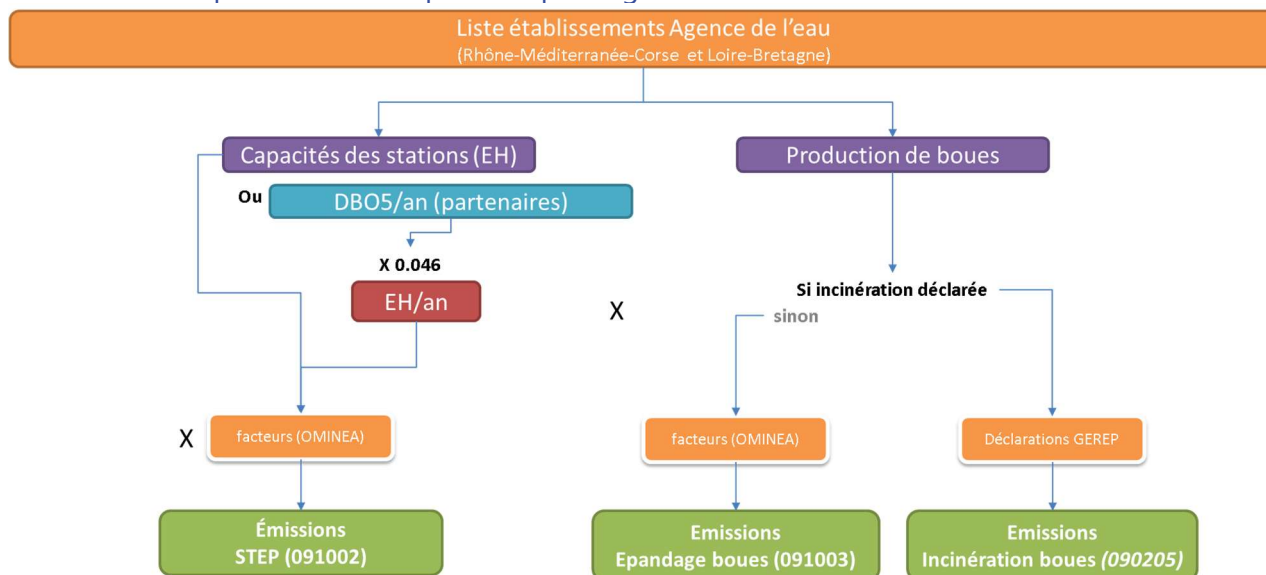 Liste établissements Agence de l'eau
(Rhône-Méditerranée-Corse et Loire-Bretagne)
Capacités des stations (EH)
Production de boues
Ou
DBO5/an (partenaires)
X 0.046
EH/an
X
Si incinération déclarée
sinon
X
facteurs (OMINEA)
facteurs (OMINEA)
Déclarations GEREP
Émissions
STEP (091002)
Emissions
Epandage boues (091003)
Emissions
Incinération boues (090205)